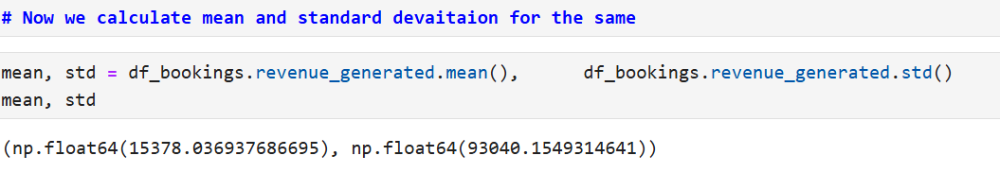 # Now we calculate mean and standard devaitaion for the same
mean, std = df_bookings.revenue_generated.mean(),      df_bookings.revenue_generated.std()
mean, std
(np.float64(15378.036937686695), np.float64(93040.1549314641))